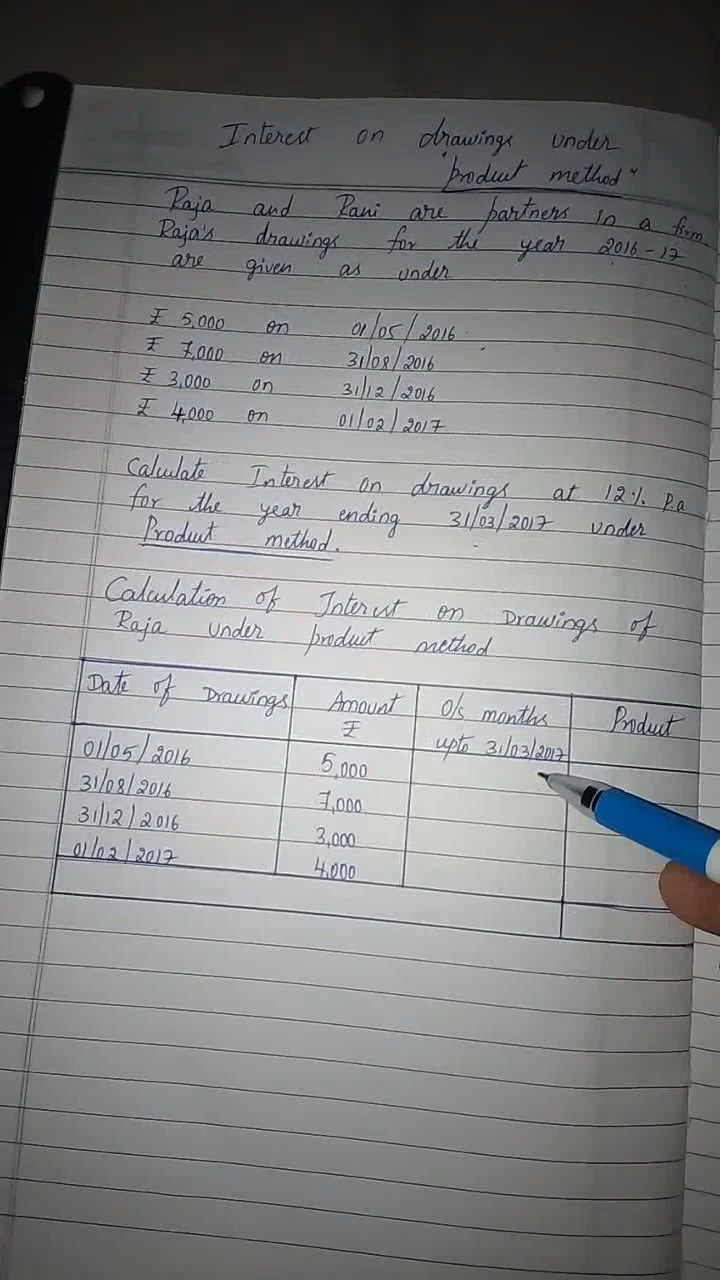 Interest on drawings under
"product method"
Raja and Rani are partners in a firm.
Raja's drawings for the year 2016-17
are given as under
₹ 5,000 on 01/05/2016
₹ 7,000 on 31/08/2016
₹ 3,000 on 31/12/2016
₹ 4,000 on 01/02/2017
Calculate Interest on drawings at 12% P.a
for the year ending 31/03/2017 under
Product method.
Calculation of Interest on Drawings of
Raja under product method
Date of Drawings Amount ₹ O/s months upto 31/03/2017 Product
01/05/2016 5,000
31/08/2016 7,000
31/12/2016 3,000
01/02/2017 4,000